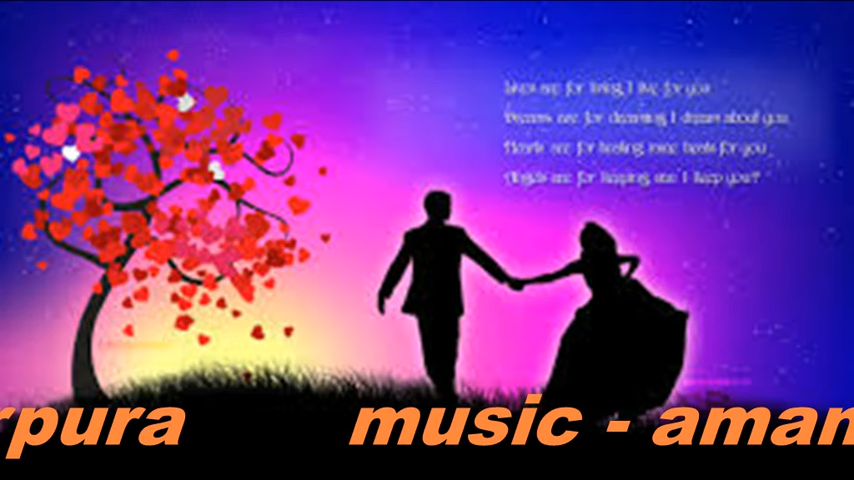 are for living I live for you
Dreams are for dreaming I dream about you
Hearts are for beating mine beats for you
Angels are for keeping can I keep you?
rpura music - aman